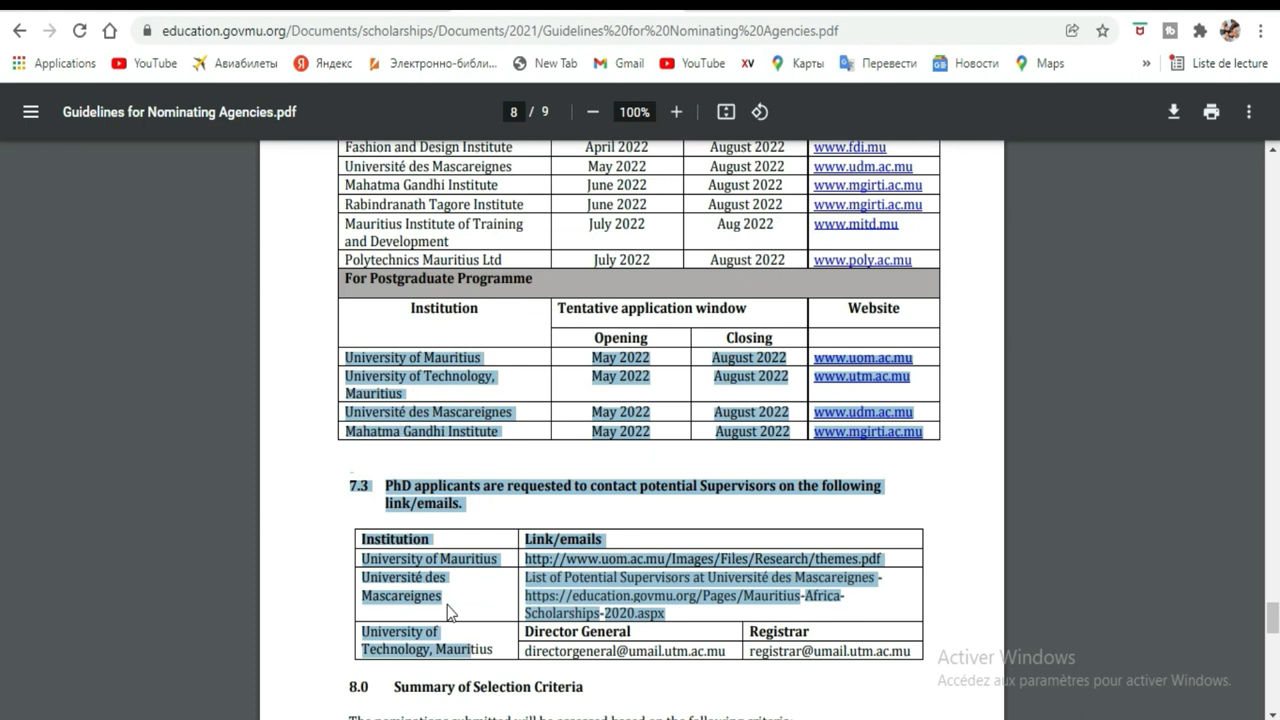 education.govmu.org/Documents/scholarships/Documents/2021/Guidelines%20for%20Nominating%20Agencies.pdf
Applications YouTube Авиабилеты Яндекс Электронно-библи... New Tab Gmail YouTube XV Карты Перевести Новости Maps » Liste de lecture
Guidelines for Nominating Agencies.pdf 8 / 9 100%
Fashion and Design Institute April 2022 August 2022 www.fdi.mu
Université des Mascareignes May 2022 August 2022 www.udm.ac.mu
Mahatma Gandhi Institute June 2022 August 2022 www.mgirti.ac.mu
Rabindranath Tagore Institute June 2022 August 2022 www.mgirti.ac.mu
Mauritius Institute of Training July 2022 Aug 2022 www.mitd.mu
and Development
Polytechnics Mauritius Ltd July 2022 August 2022 www.poly.ac.mu
For Postgraduate Programme
Institution Tentative application window Website
Opening Closing
University of Mauritius May 2022 August 2022 www.uom.ac.mu
University of Technology, May 2022 August 2022 www.utm.ac.mu
Mauritius
Université des Mascareignes May 2022 August 2022 www.udm.ac.mu
Mahatma Gandhi Institute May 2022 August 2022 www.mgirti.ac.mu
7.3 PhD applicants are requested to contact potential Supervisors on the following
link/emails.
Institution Link/emails
University of Mauritius http://www.uom.ac.mu/Images/Files/Research/themes.pdf
Université des List of Potential Supervisors at Université des Mascareignes -
Mascareignes https://education.govmu.org/Pages/Mauritius-Africa-
Scholarships-2020.aspx
University of Director General Registrar
Technology, Mauritius directorgeneral@umail.utm.ac.mu registrar@umail.utm.ac.mu
Activer Windows
Accédez aux paramètres pour activer Windows.
8.0 Summary of Selection Criteria
The nominations submitted will be assessed based on the following criteria: